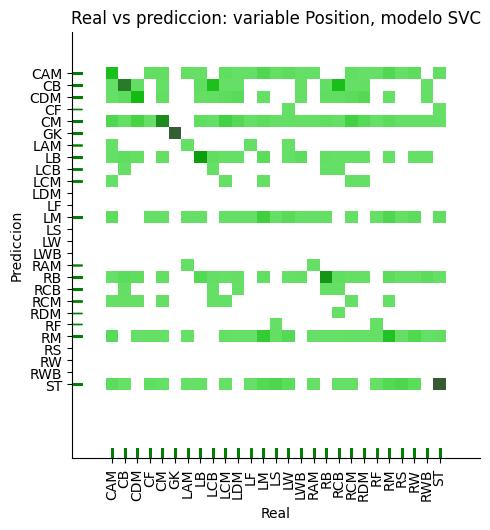 Real vs prediccion: variable Position, modelo SVC
Prediccion
CAM
CB
CDM
CF
CM
GK
LAM
LB
LCB
LCM
LDM
LF
LM
LS
LW
LWB
RAM
RB
RCB
RCM
RDM
RF
RM
RS
RW
RWB
ST
CAM CB CDM CF CM GK LAM LB LCB LCM LDM LF LM LS LW LWB RAM RB RCB RCM RDM RF RM RS RW RWB ST
Real